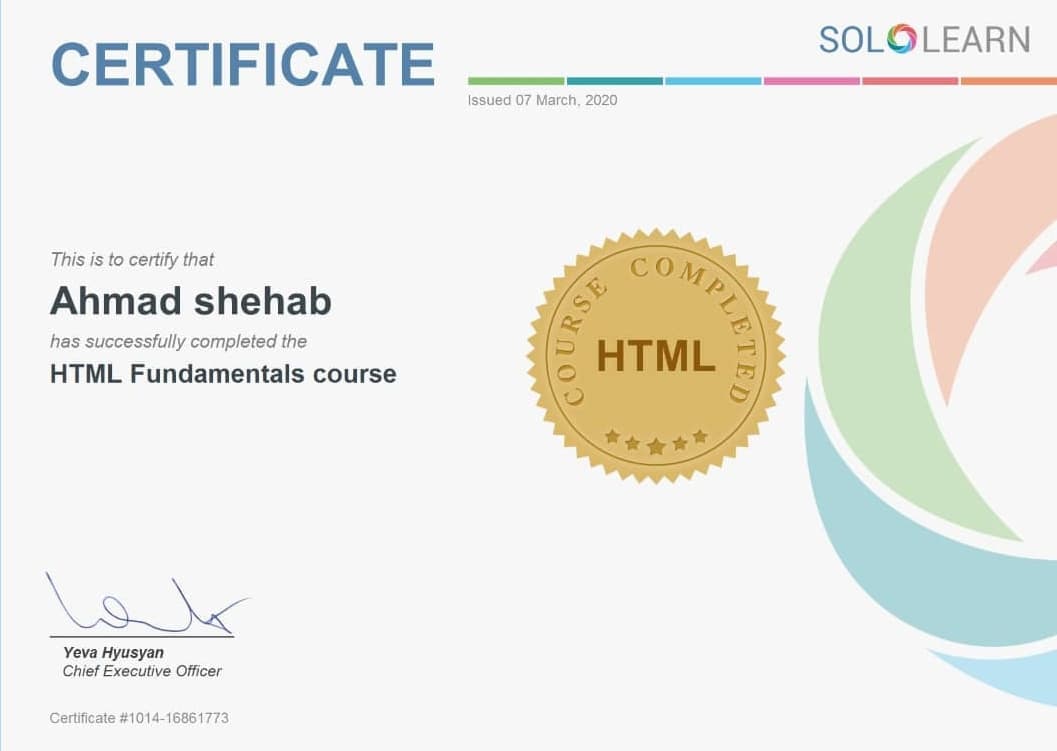 CERTIFICATE
SOLOLEARN
Issued 07 March, 2020
This is to certify that
Ahmad shehab
has successfully completed the
HTML Fundamentals course
COURSE COMPLETED
HTML
Yeva Hyusyan
Chief Executive Officer
Certificate #1014-16861773